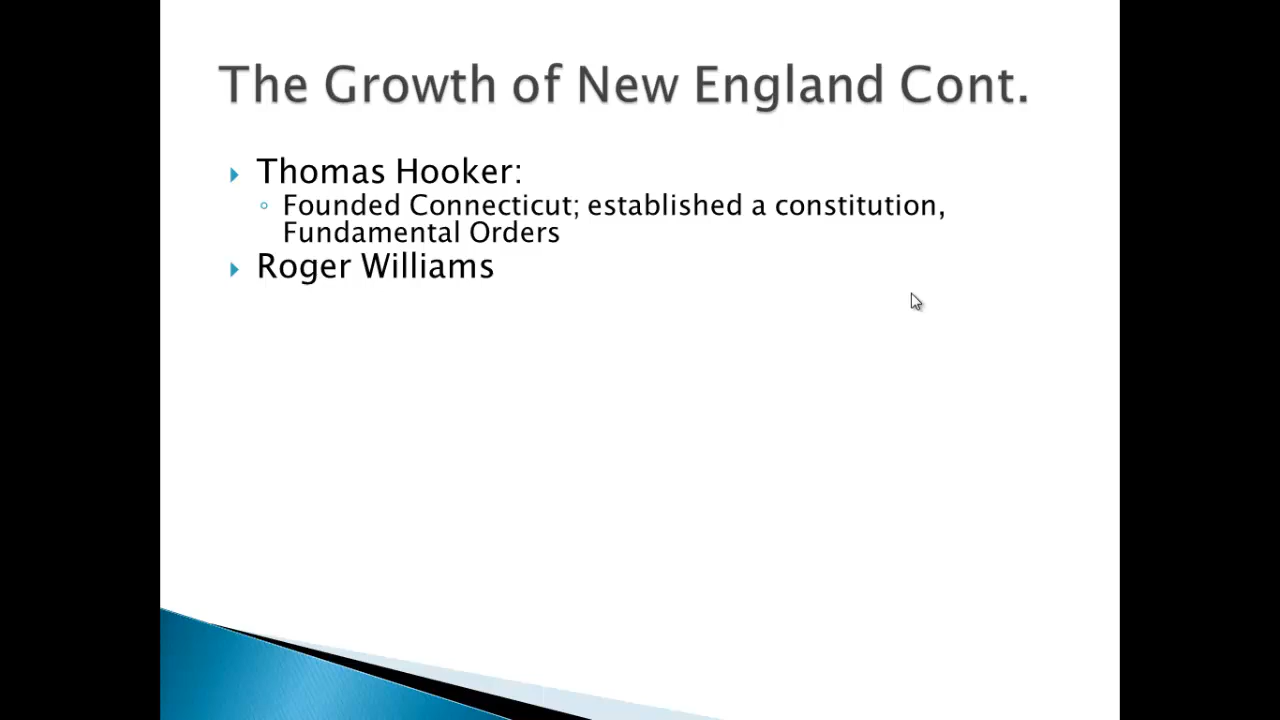 The Growth of New England Cont.
Thomas Hooker:
Founded Connecticut; established a constitution,
Fundamental Orders
Roger Williams